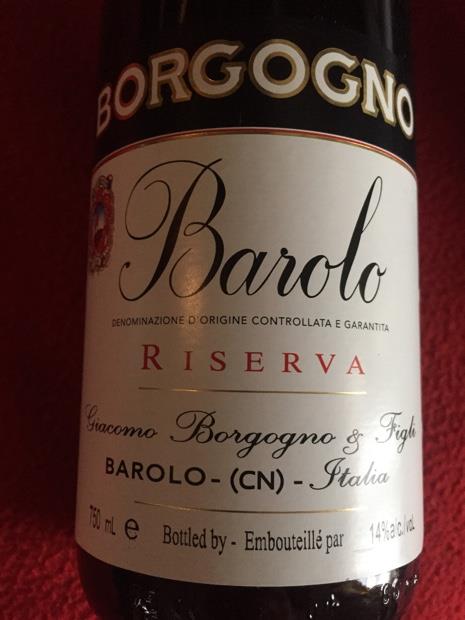 BORGOGNO
Barolo
DENOMINAZIONE D'ORIGINE CONTROLLATA E GARANTITA
RISERVA
Giacomo Borgogno & Figli
BAROLO - (CN) - Italia
750 mL e Bottled by - Embouteillé par 14% alc./vol.